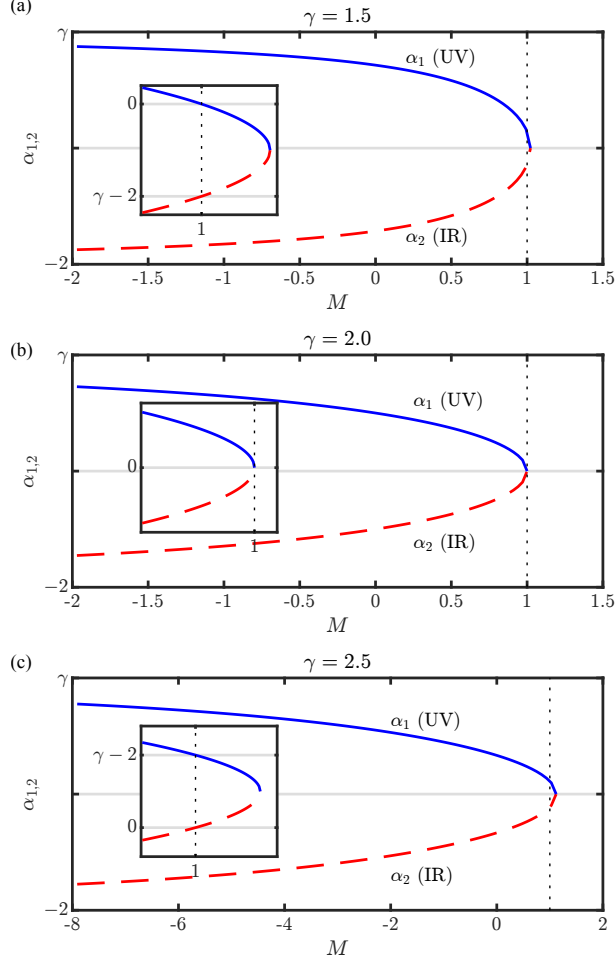 (a)
γ = 1.5
γ
α₁ (UV)
0
γ − 2
1
α₁,₂
α₂ (IR)
−2
-2 -1.5 -1 -0.5 0 0.5 1 1.5
M
(b)
γ = 2.0
γ
α₁ (UV)
0
1
α₁,₂
α₂ (IR)
−2
-2 -1.5 -1 -0.5 0 0.5 1 1.5
M
(c)
γ = 2.5
γ
α₁ (UV)
γ − 2
0
1
α₁,₂
α₂ (IR)
−2
-8 -6 -4 -2 0 2
M